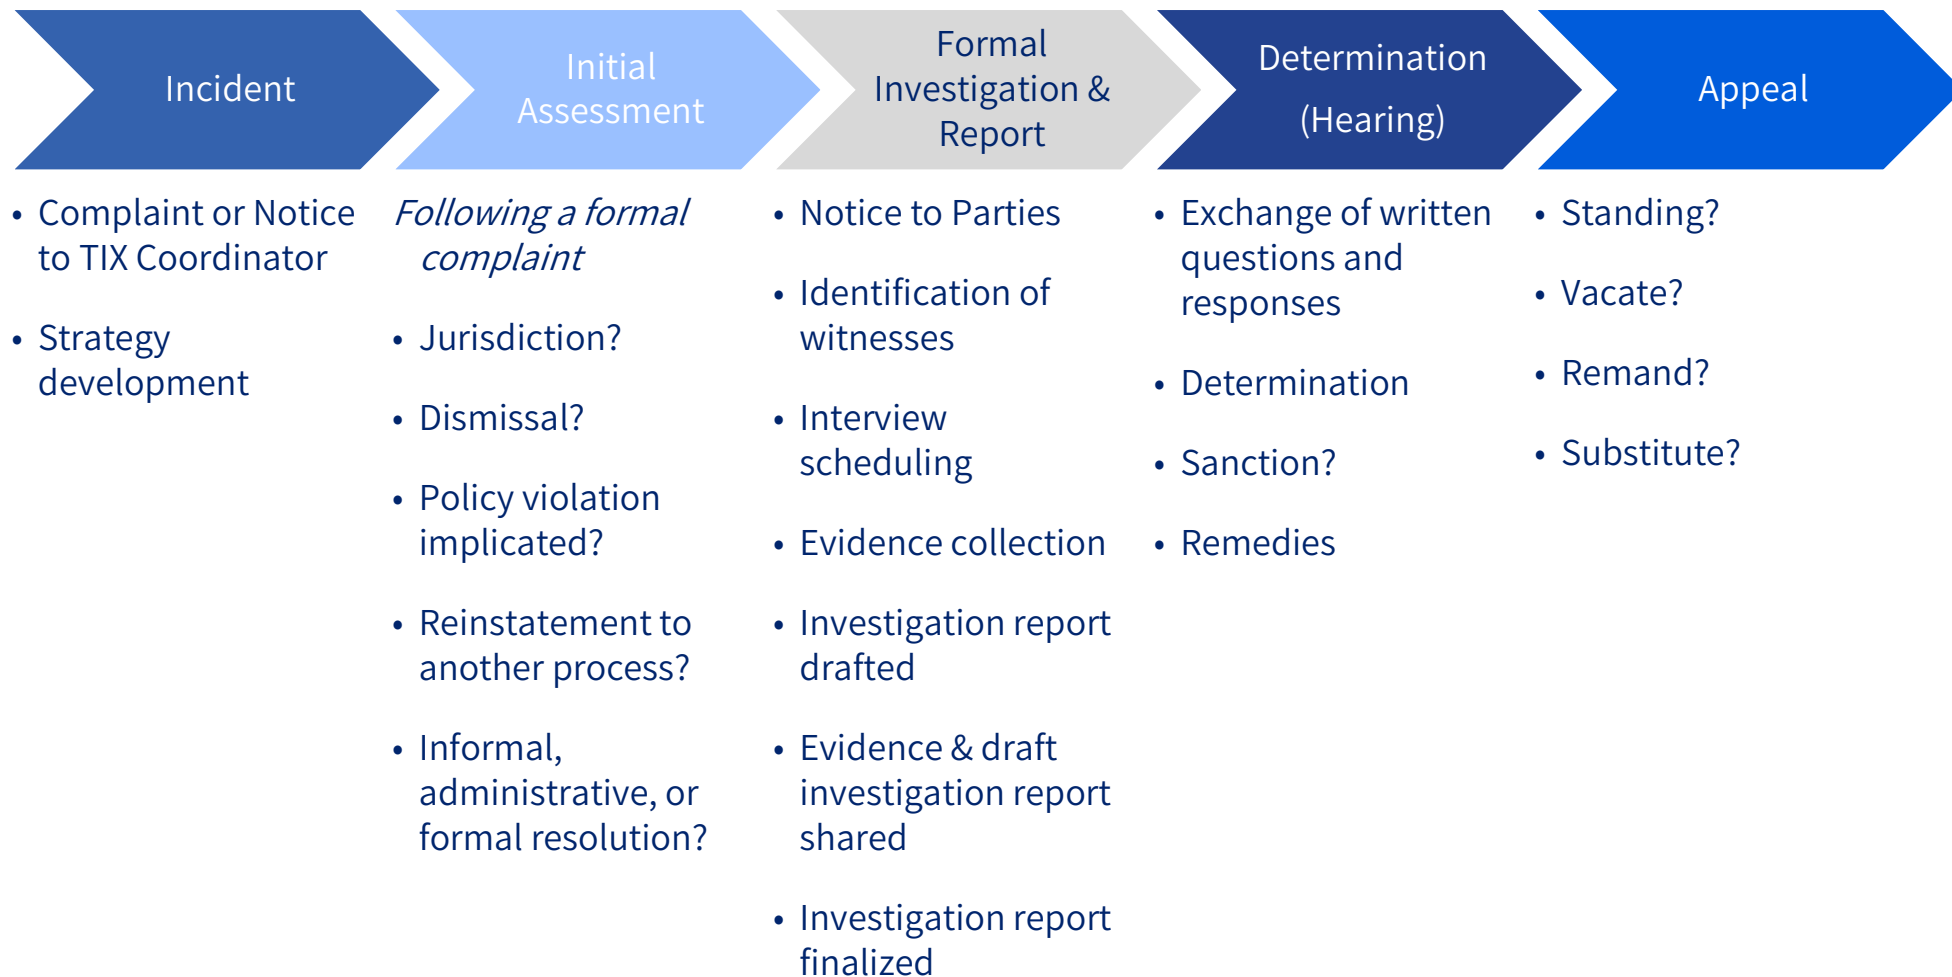 Incident
Initial
Assessment
Formal
Investigation &
Report
Determination
(Hearing)
Appeal
• Complaint or Notice
to TIX Coordinator
• Strategy
development
Following a formal
complaint
• Jurisdiction?
• Dismissal?
• Policy violation
implicated?
• Reinstatement to
another process?
• Informal,
administrative, or
formal resolution?
• Notice to Parties
• Identification of
witnesses
• Interview
scheduling
• Evidence collection
• Investigation report
drafted
• Evidence & draft
investigation report
shared
• Investigation report
finalized
• Exchange of written
questions and
responses
• Determination
• Sanction?
• Remedies
• Standing?
• Vacate?
• Remand?
• Substitute?